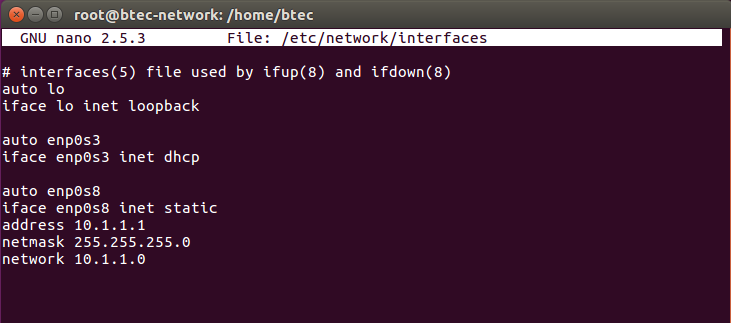 root@btec-network: /home/btec
GNU nano 2.5.3 File: /etc/network/interfaces
# interfaces(5) file used by ifup(8) and ifdown(8)
auto lo
iface lo inet loopback
auto enp0s3
iface enp0s3 inet dhcp
auto enp0s8
iface enp0s8 inet static
address 10.1.1.1
netmask 255.255.255.0
network 10.1.1.0